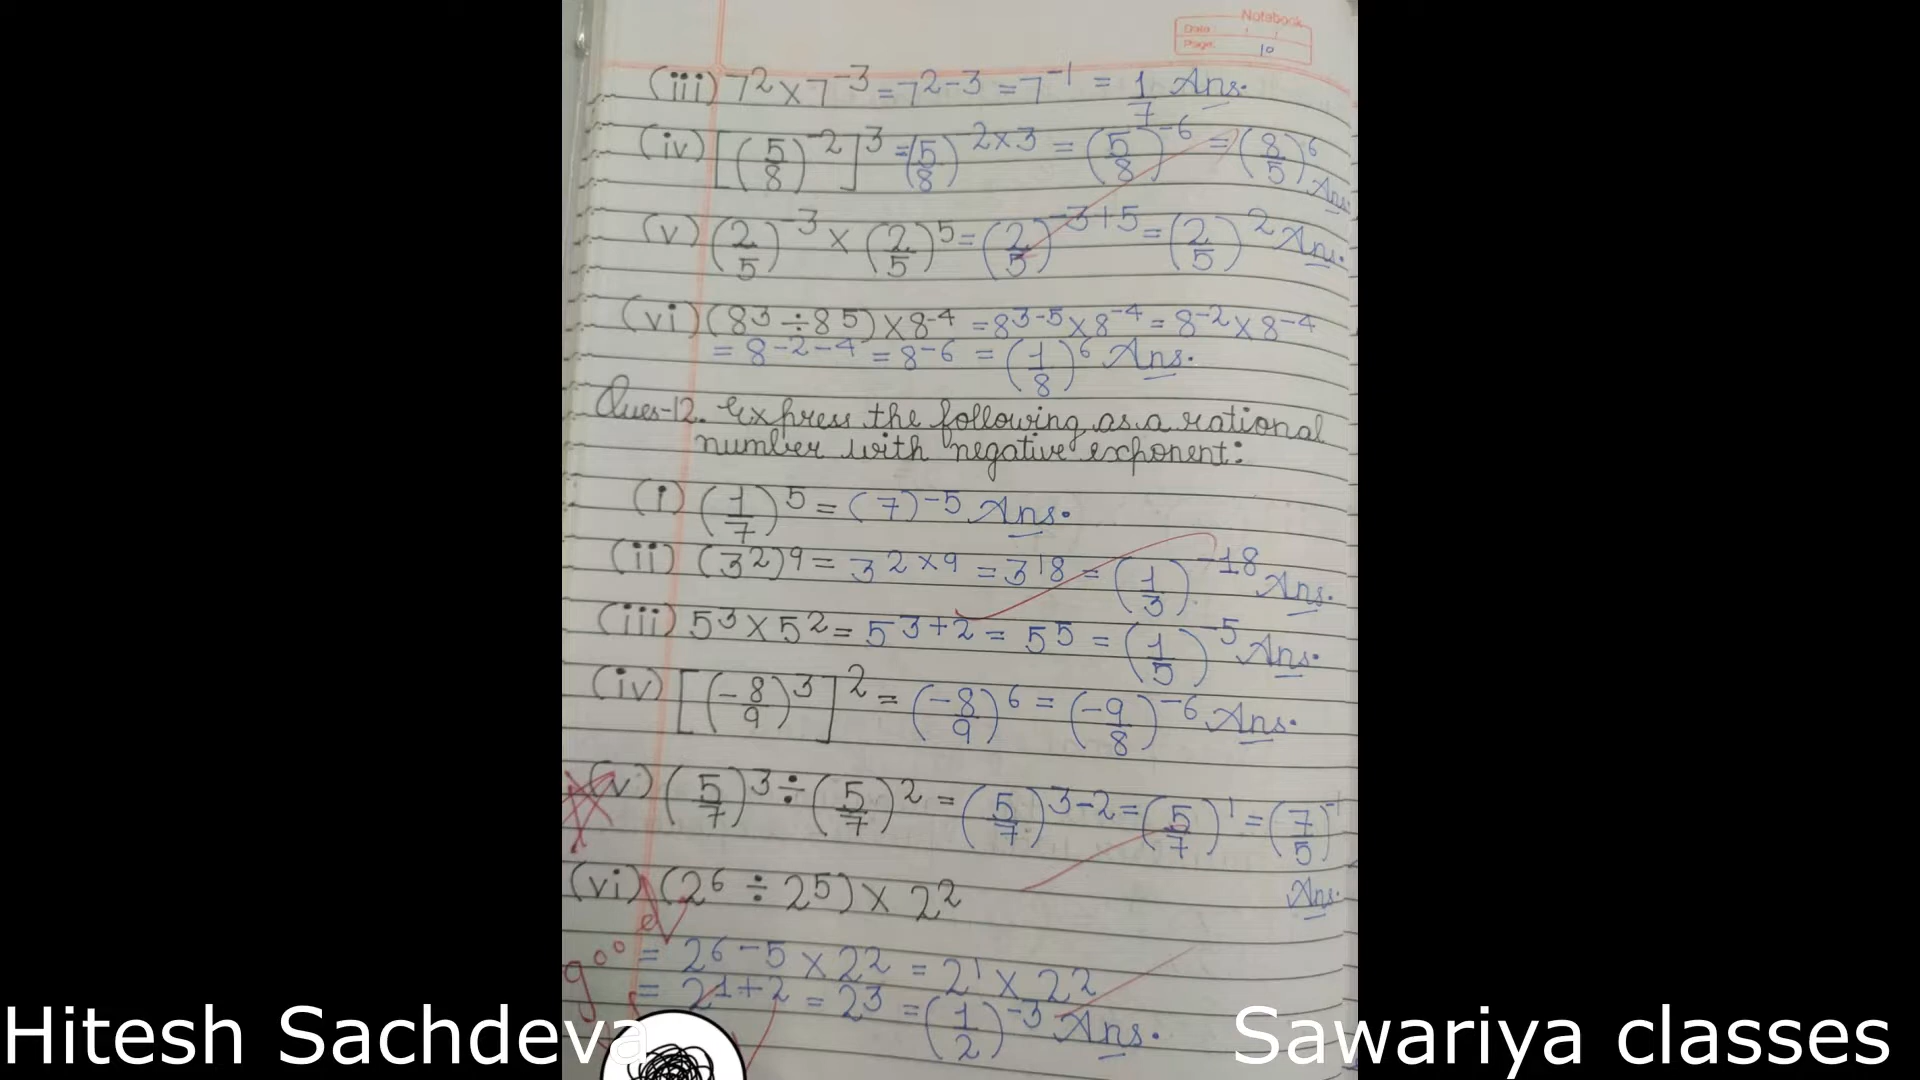 Notebook
Date:
Page: 10
(iii) 7² × 7⁻³ = 7²⁻³ = 7⁻¹ = 1/7 Ans.
(iv) [(5/8)⁻²]³ = (5/8)⁻²ˣ³ = (5/8)⁻⁶ = (8/5)⁶ Ans.
(v) (2/5)⁻³ × (2/5)⁵ = (2/5)⁻³⁺⁵ = (2/5)² Ans.
(vi) (8³ ÷ 8⁵) × 8⁻⁴ = 8³⁻⁵ × 8⁻⁴ = 8⁻² × 8⁻⁴
= 8⁻²⁻⁴ = 8⁻⁶ = (1/8)⁶ Ans.
Ques-12. Express the following as a rational
number with negative exponent:
(i) (1/7)⁵ = (7)⁻⁵ Ans.
(ii) (3²)⁹ = 3²ˣ⁹ = 3¹⁸ = (1/3)⁻¹⁸ Ans.
(iii) 5³ × 5² = 5³⁺² = 5⁵ = (1/5)⁻⁵ Ans.
(iv) [(-8/9)³]² = (-8/9)⁶ = (-9/8)⁻⁶ Ans.
(v) (5/7)³ ÷ (5/7)² = (5/7)³⁻² = (5/7)¹ = (7/5)⁻¹
Ans.
(vi) (2⁶ ÷ 2⁵) × 2²
= 2⁶⁻⁵ × 2² = 2¹ × 2²
= 2¹⁺² = 2³ = (1/2)⁻³ Ans.
Hitesh Sachdeva
Sawariya classes